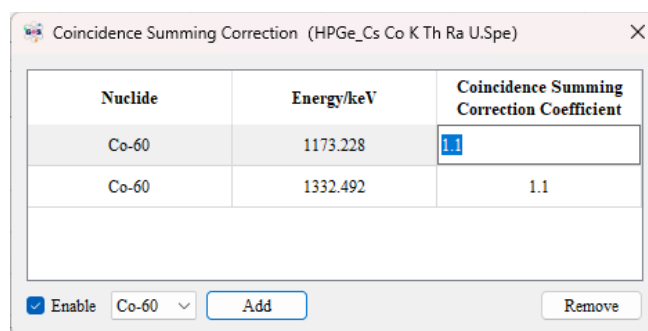 Coincidence Summing Correction (HPGe_Cs Co K Th Ra U.Spe)
Nuclide Energy/keV Coincidence Summing Correction Coefficient
Co-60 1173.228 1.1
Co-60 1332.492 1.1
Enable Co-60 Add Remove